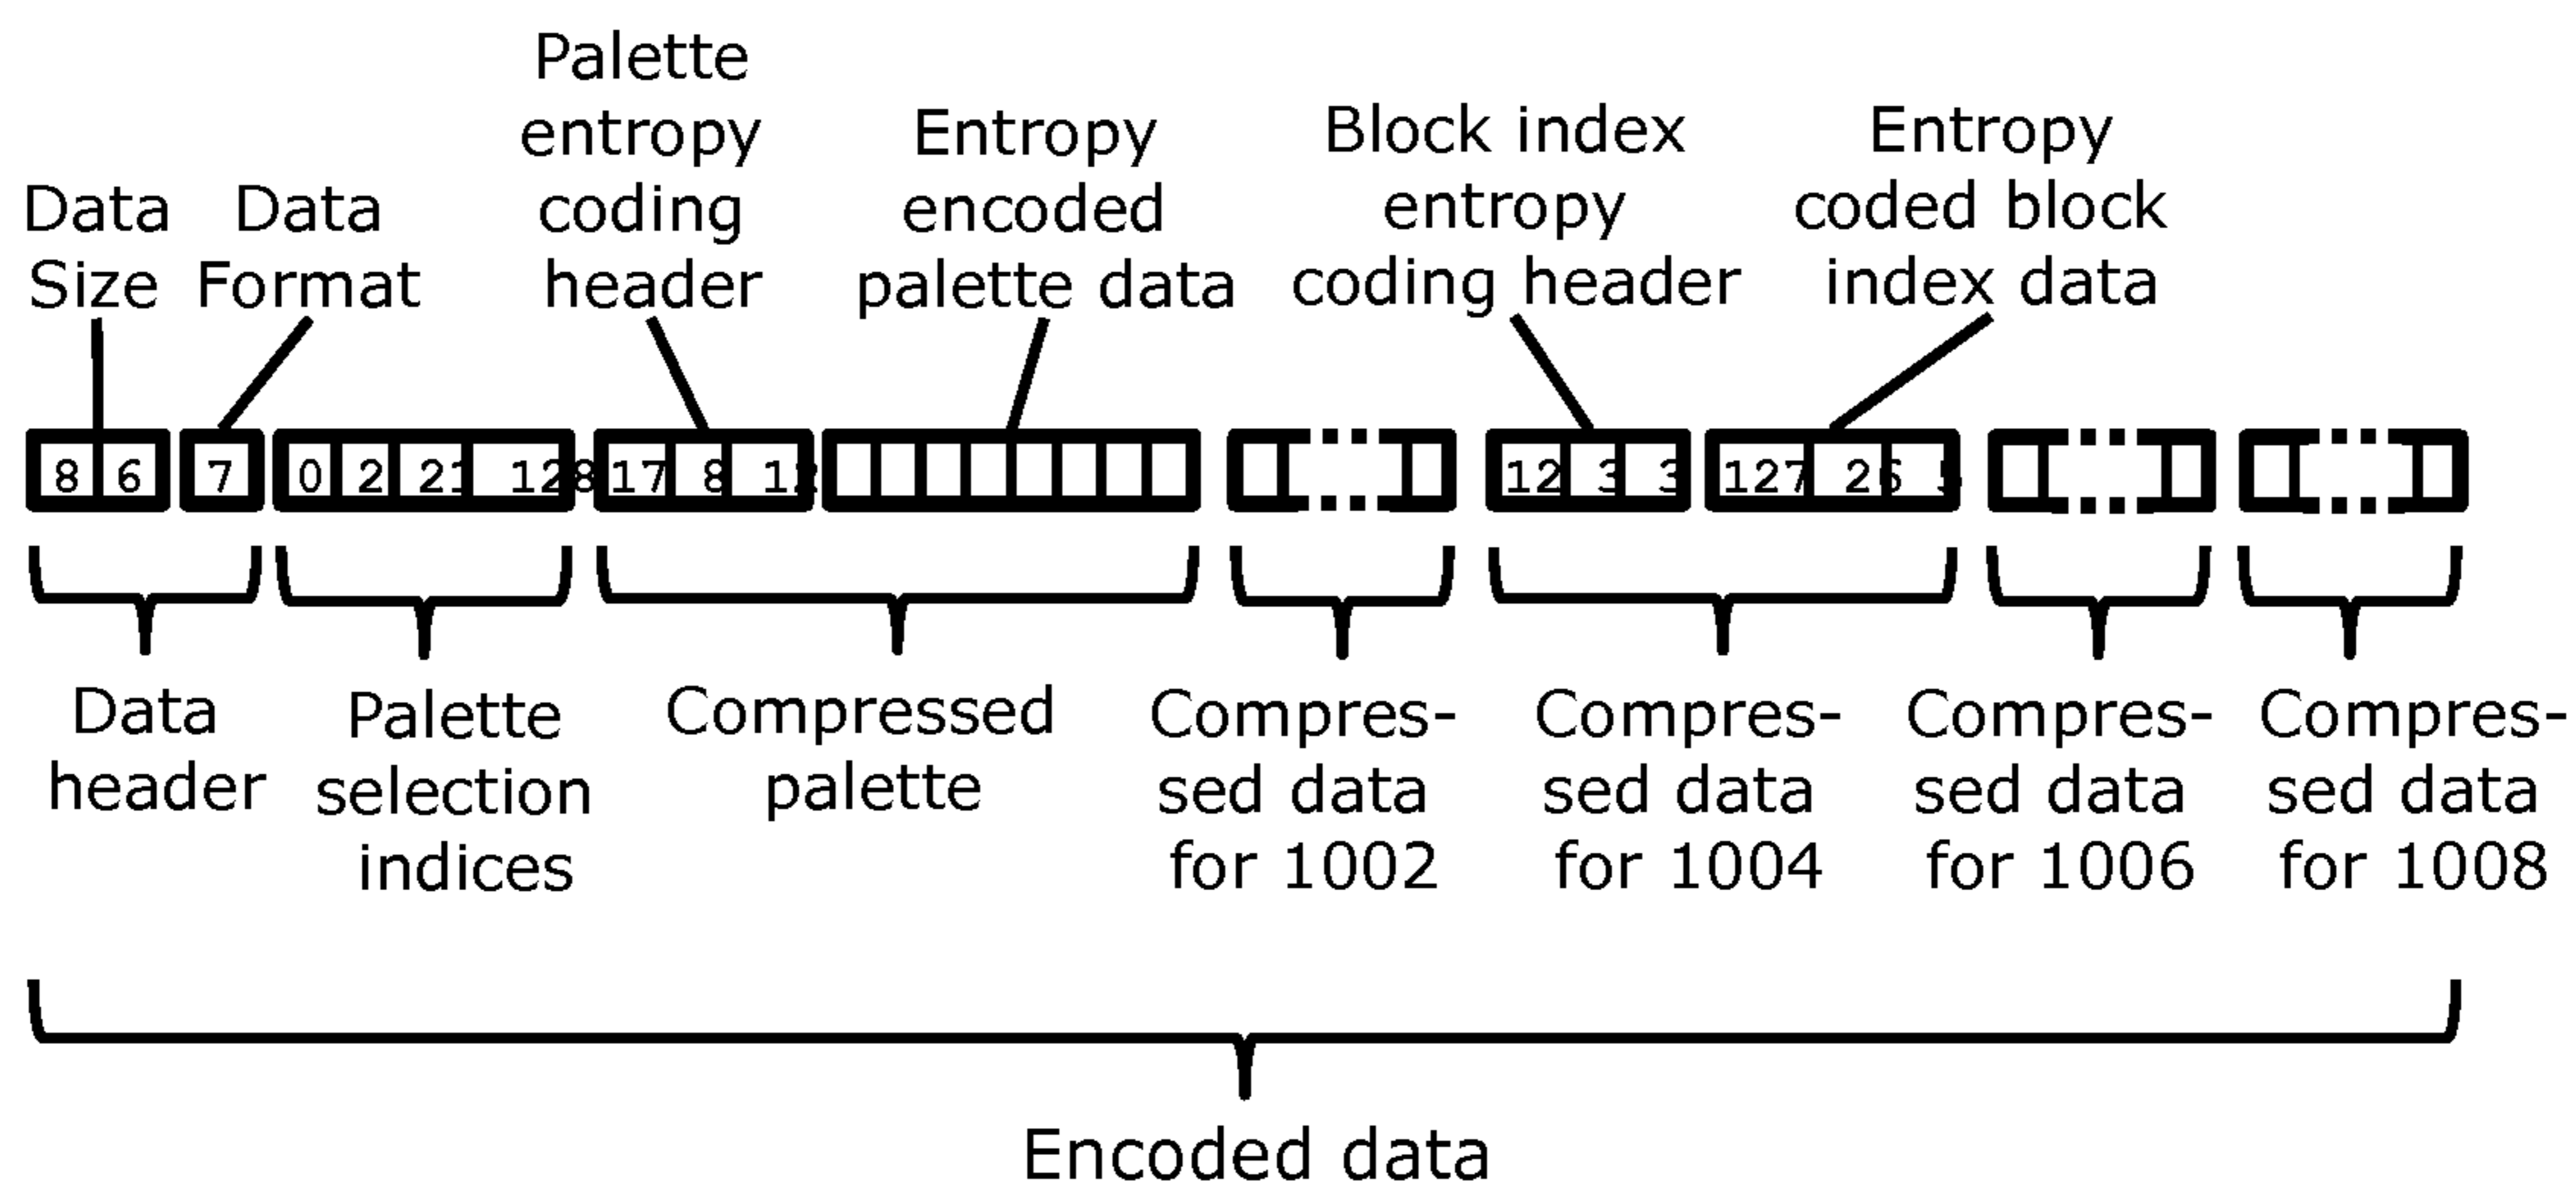 Data
Size
Data
Format
Palette
entropy
coding
header
Entropy
encoded
palette data
Block index
entropy
coding header
Entropy
coded block
index data
8 6 7 0 2 21 128 17 8 12 12 3 3 127 26
Data
header
Palette
selection
indices
Compressed
palette
Compres-
sed data
for 1002
Compres-
sed data
for 1004
Compres-
sed data
for 1006
Compres-
sed data
for 1008
Encoded data